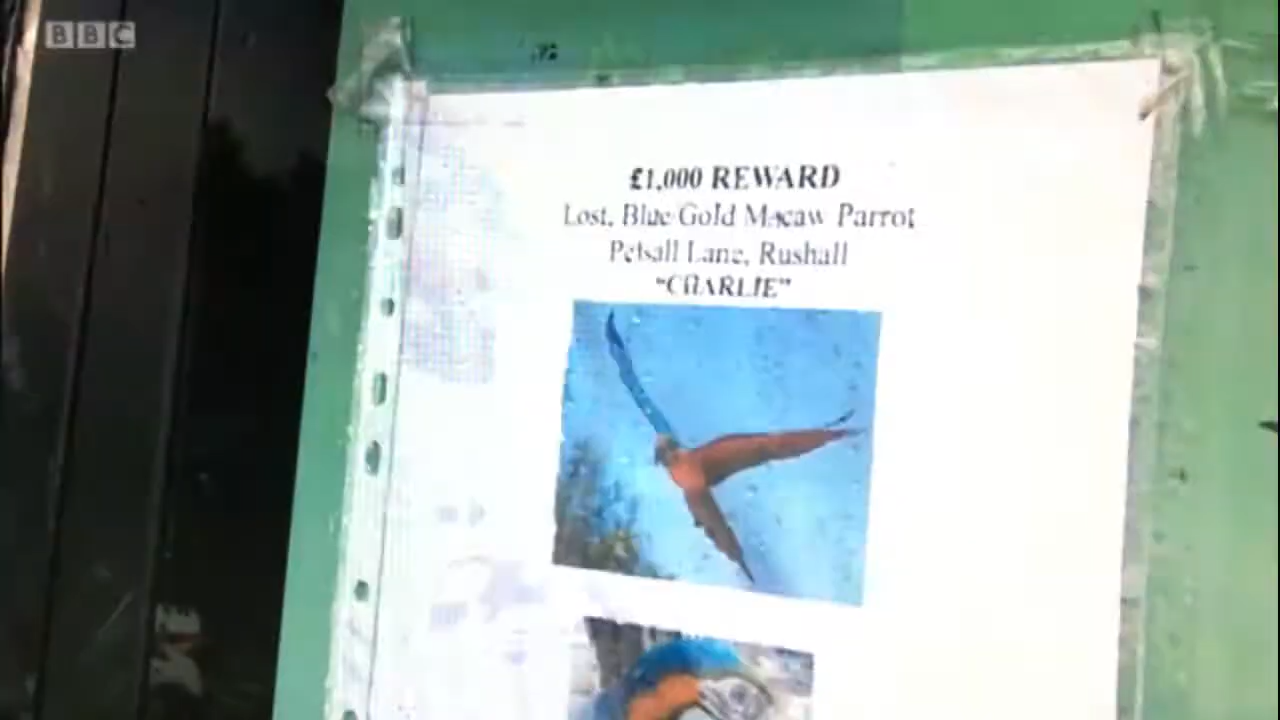 BBC
£1,000 REWARD
Lost, Blue/Gold Macaw Parrot
Pelsall Lane, Rushall
"CHARLIE"